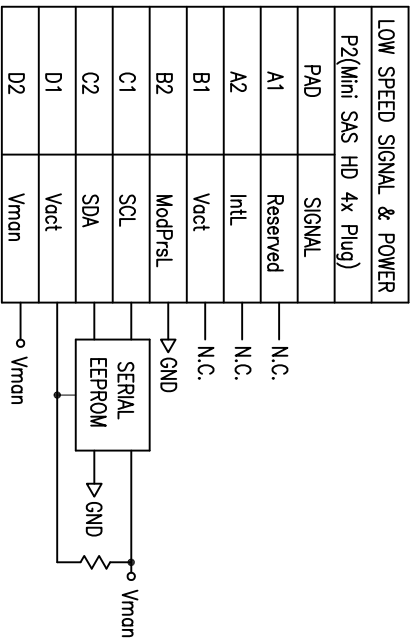 LOW SPEED SIGNAL & POWER
P2(Mini SAS HD 4x Plug)
PAD SIGNAL
A1 Reserved N.C.
A2 IntL N.C.
B1 Vact N.C.
B2 ModPrsL GND
C1 SCL
C2 SDA
D1 Vact
D2 Vman Vman
SERIAL
EEPROM
GND
Vman